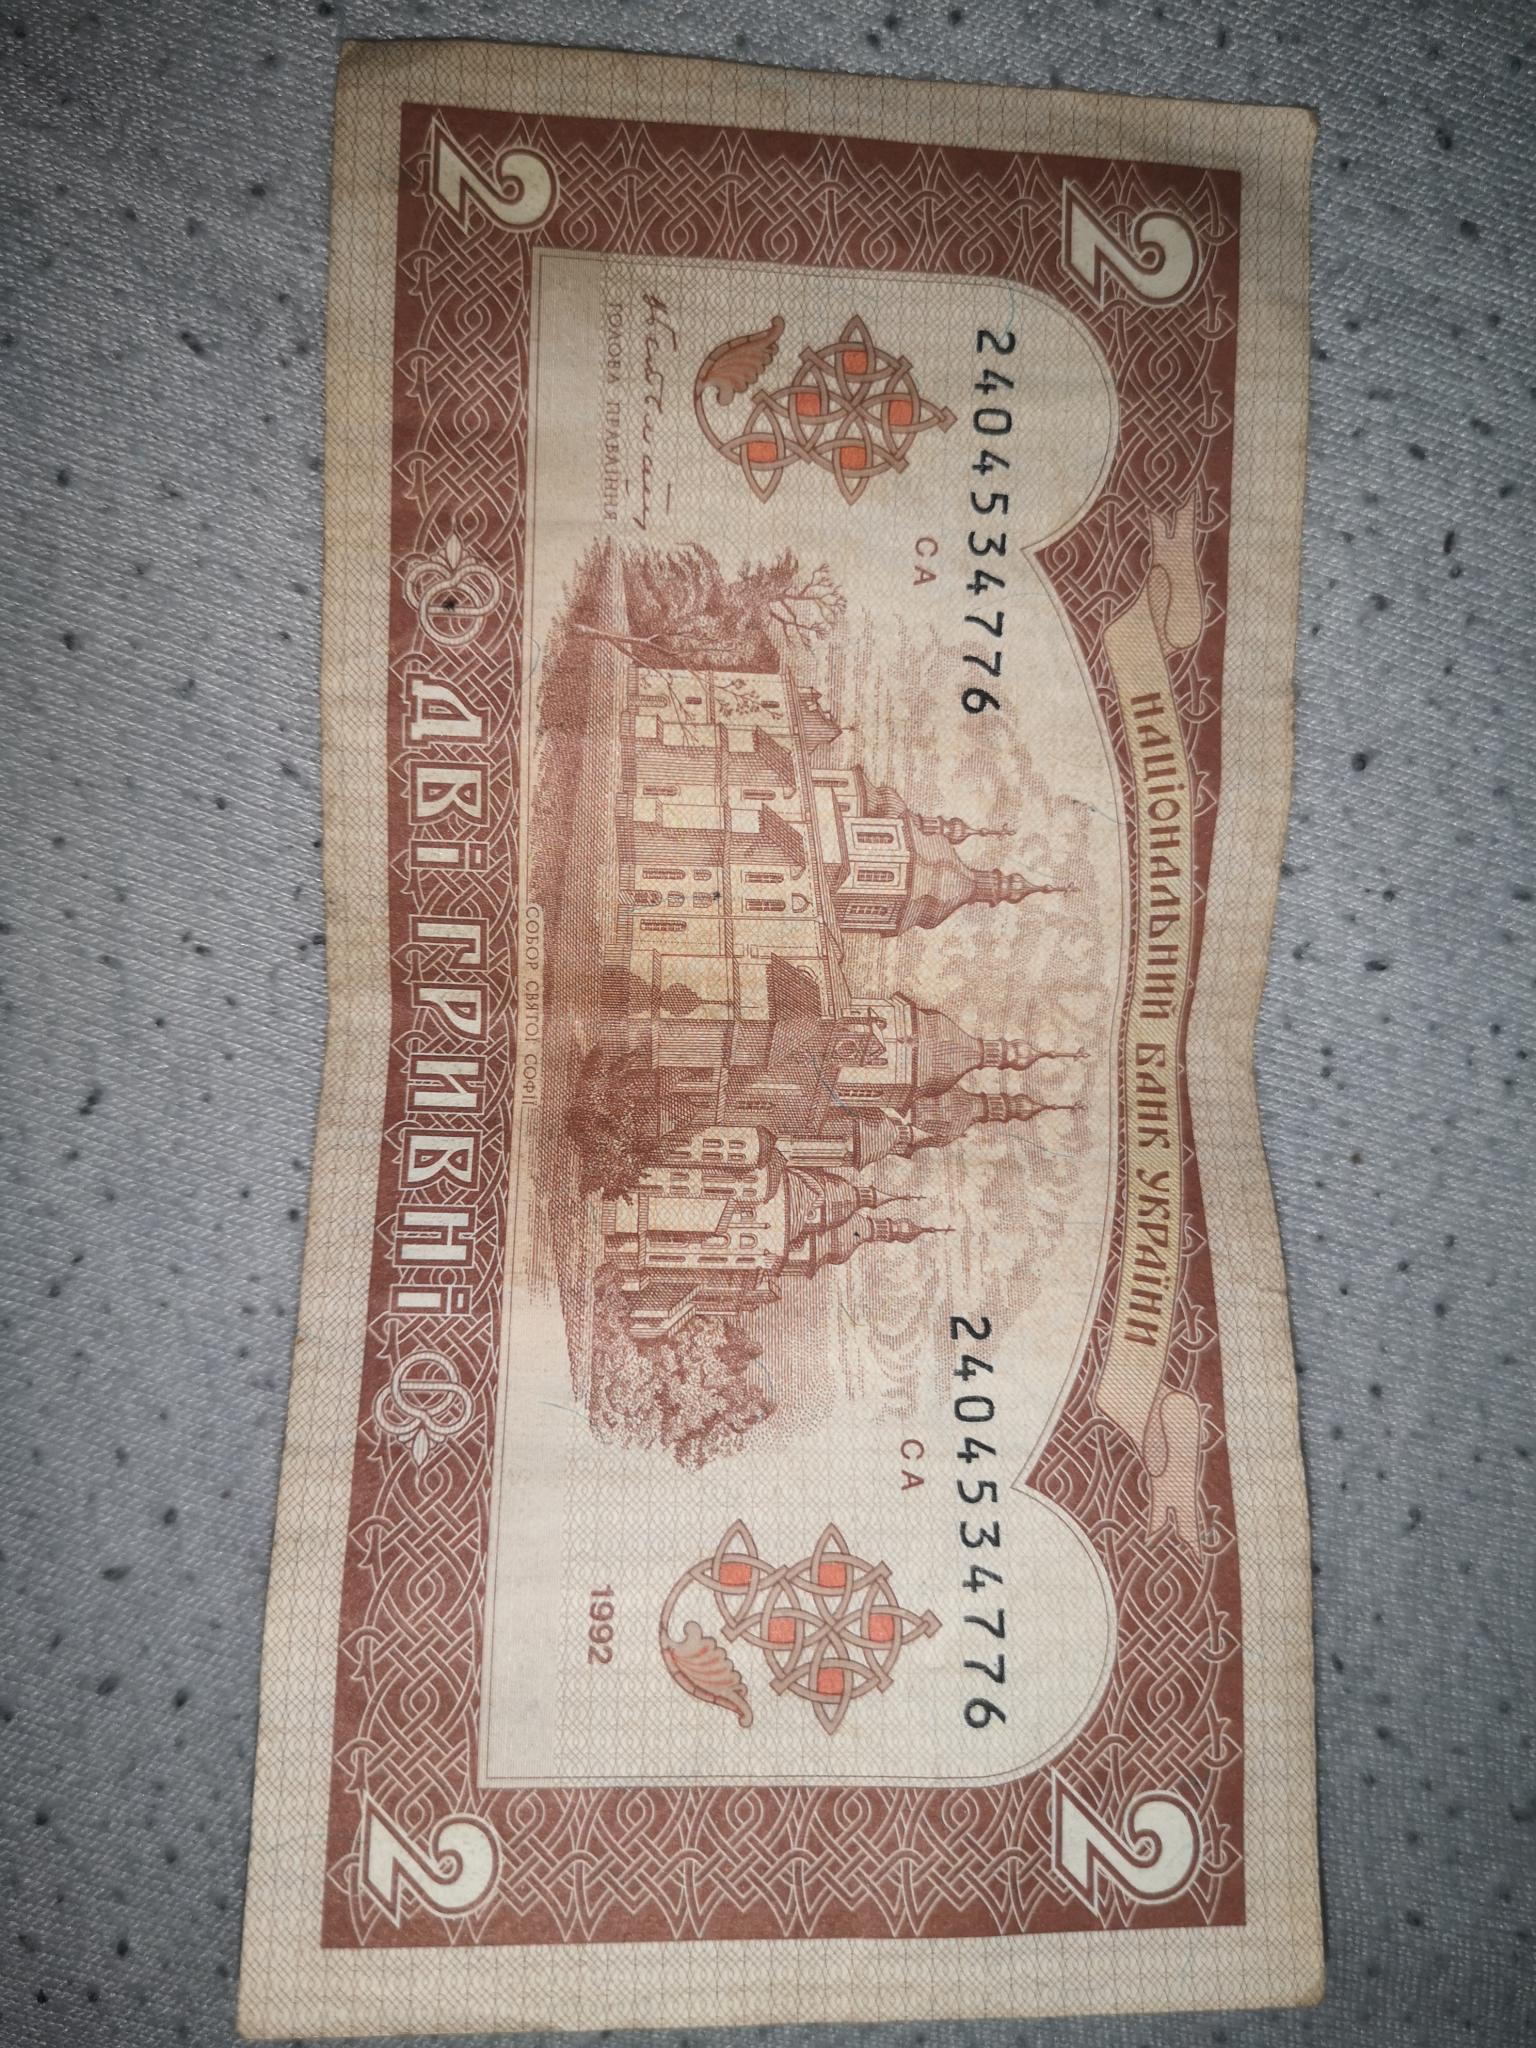 2
НАЦІОНАЛЬНИЙ БАНК УКРАЇНИ
2
2404534776
2404534776
СА
СА
ГОЛОВА ПРАВЛІННЯ
1992
СОБОР СВЯТОЇ СОФІЇ
2
ДВІ ГРИВНІ
2